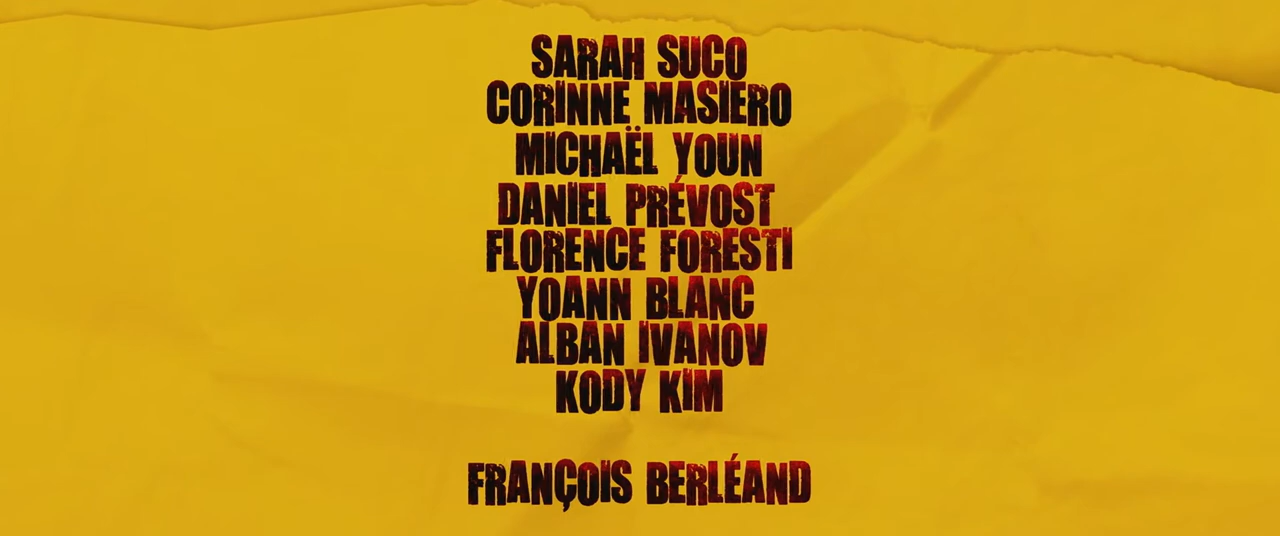 SARAH SUCO
CORINNE MASIERO
MICHAËL YOUN
DANIEL PRÉVOST
FLORENCE FORESTI
YOANN BLANC
ALBAN IVANOV
KODY KIM
FRANÇOIS BERLÉAND